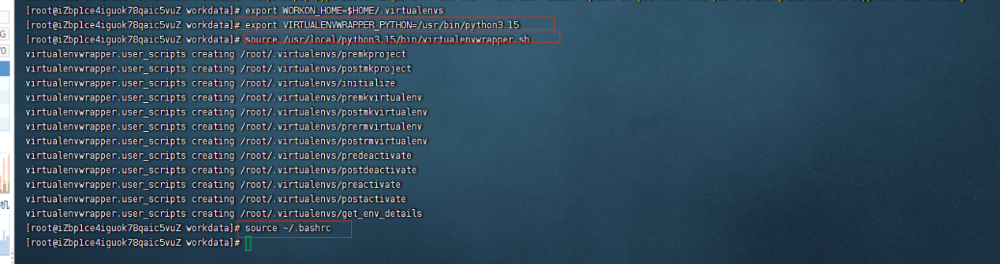 [root@iZbp1ce4iguok78qaic5vuZ workdata]# export WORKON_HOME=$HOME/.virtualenvs
[root@iZbp1ce4iguok78qaic5vuZ workdata]# export VIRTUALENVWRAPPER_PYTHON=/usr/bin/python3.15
[root@iZbp1ce4iguok78qaic5vuZ workdata]# source /usr/local/python3.15/bin/virtualenvwrapper.sh
virtualenvwrapper.user_scripts creating /root/.virtualenvs/premkproject
virtualenvwrapper.user_scripts creating /root/.virtualenvs/postmkproject
virtualenvwrapper.user_scripts creating /root/.virtualenvs/initialize
virtualenvwrapper.user_scripts creating /root/.virtualenvs/premkvirtualenv
virtualenvwrapper.user_scripts creating /root/.virtualenvs/postmkvirtualenv
virtualenvwrapper.user_scripts creating /root/.virtualenvs/prermvirtualenv
virtualenvwrapper.user_scripts creating /root/.virtualenvs/postrmvirtualenv
virtualenvwrapper.user_scripts creating /root/.virtualenvs/predeactivate
virtualenvwrapper.user_scripts creating /root/.virtualenvs/postdeactivate
virtualenvwrapper.user_scripts creating /root/.virtualenvs/preactivate
virtualenvwrapper.user_scripts creating /root/.virtualenvs/postactivate
virtualenvwrapper.user_scripts creating /root/.virtualenvs/get_env_details
[root@iZbp1ce4iguok78qaic5vuZ workdata]# source ~/.bashrc
[root@iZbp1ce4iguok78qaic5vuZ workdata]#
G
/0
机